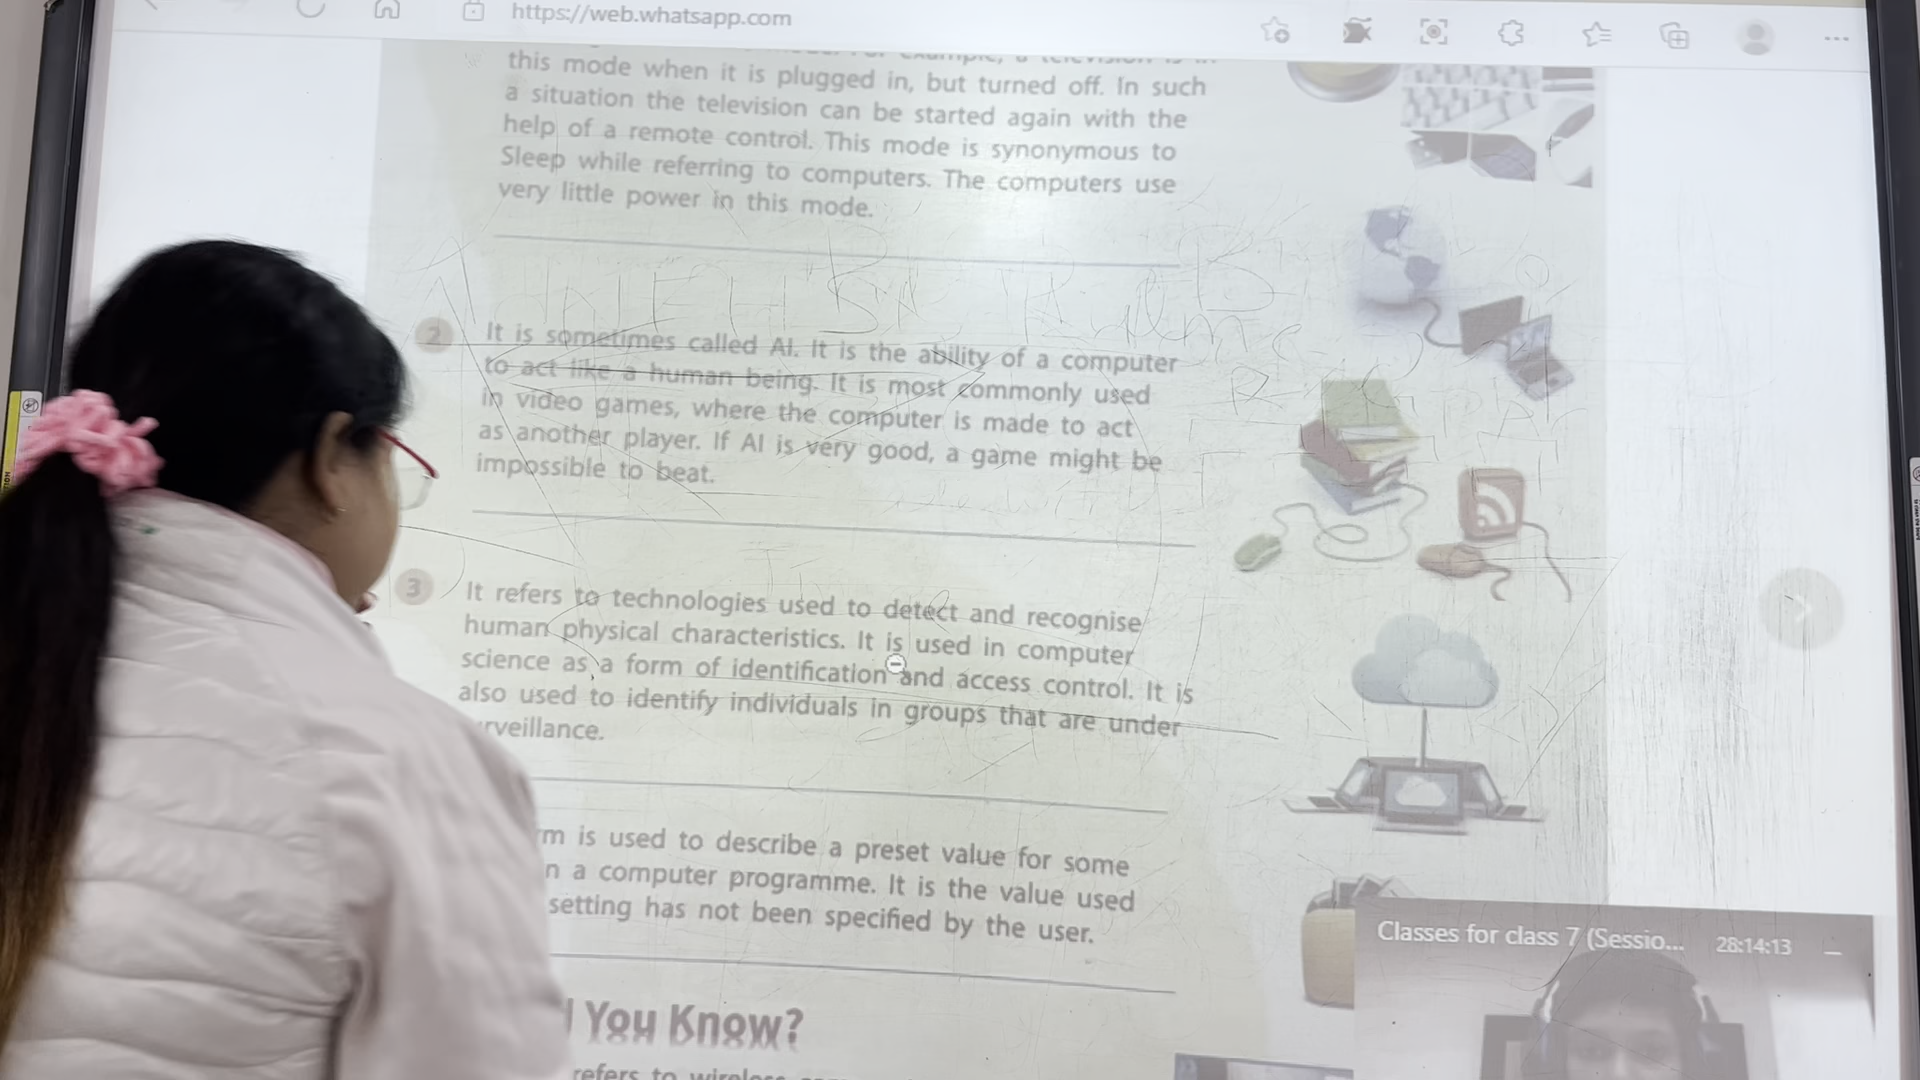 https://web.whatsapp.com
this mode when it is plugged in, but turned off. In such
a situation the television can be started again with the
help of a remote control. This mode is synonymous to
Sleep while referring to computers. The computers use
very little power in this mode.
2 It is sometimes called AI. It is the ability of a computer
to act like a human being. It is most commonly used
in video games, where the computer is made to act
as another player. If AI is very good, a game might be
impossible to beat.
3 It refers to technologies used to detect and recognise
human physical characteristics. It is used in computer
science as a form of identification and access control. It is
also used to identify individuals in groups that are under
rveillance.
m is used to describe a preset value for some
n a computer programme. It is the value used
setting has not been specified by the user.
Classes for class 7 (Sessio... 28:14:13
You Know?
refers to